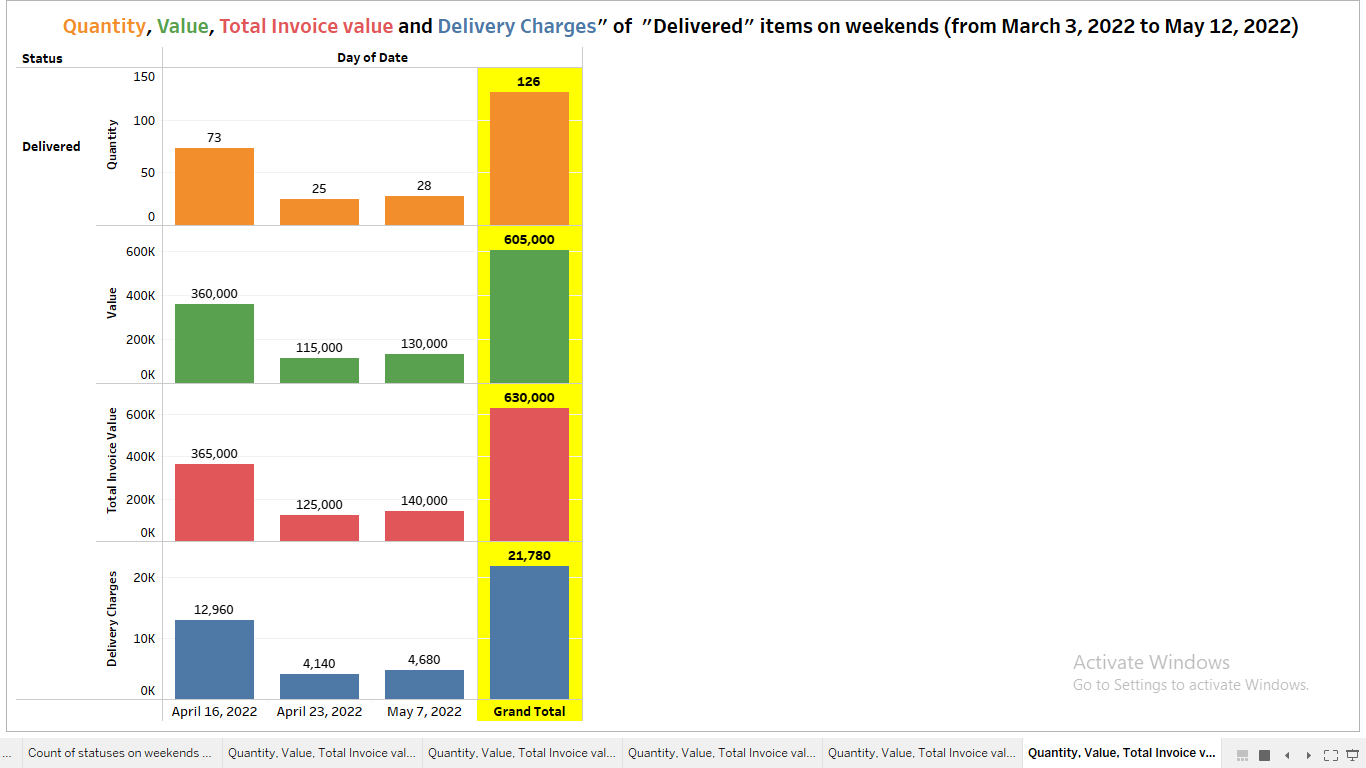 Quantity, Value, Total Invoice value and Delivery Charges” of ”Delivered” items on weekends (from March 3, 2022 to May 12, 2022)
Status
Day of Date
Delivered
Quantity
150
100
50
0
73
25
28
126
Value
600K
400K
200K
0K
360,000
115,000
130,000
605,000
Total Invoice Value
600K
400K
200K
0K
365,000
125,000
140,000
630,000
Delivery Charges
20K
10K
0K
12,960
4,140
4,680
21,780
April 16, 2022 April 23, 2022 May 7, 2022 Grand Total
Activate Windows
Go to Settings to activate Windows.
... Count of statuses on weekends ... Quantity, Value, Total Invoice val... Quantity, Value, Total Invoice val... Quantity, Value, Total Invoice val... Quantity, Value, Total Invoice val... Quantity, Value, Total Invoice v...